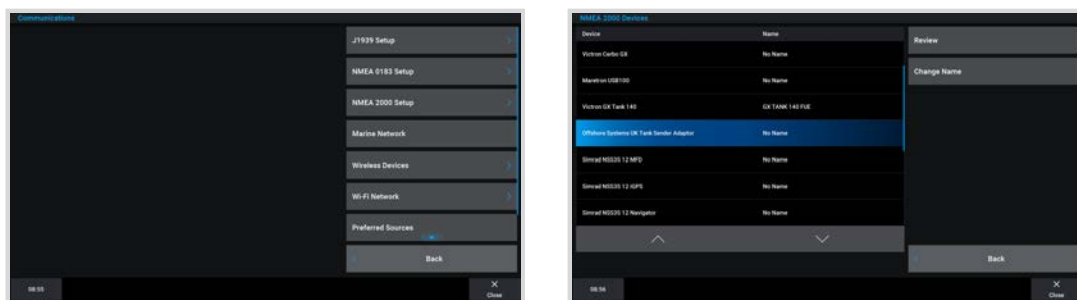 Communications
J1939 Setup
NMEA 0183 Setup
NMEA 2000 Setup
Marine Network
Wireless Devices
Wi-Fi Network
Preferred Sources
Back
08:55
Close
NMEA 2000 Devices
Device Name
Victron Cerbo GX No Name
Maretron USB100 No Name
Victron GX Tank 140 GX TANK 140 FUE
Offshore Systems UK Tank Sender Adaptor No Name
Simrad NSS3S 12 MFD No Name
Simrad NSS3S 12 iGPS No Name
Simrad NSS3S 12 Navigator No Name
Review
Change Name
Back
08:56
Close